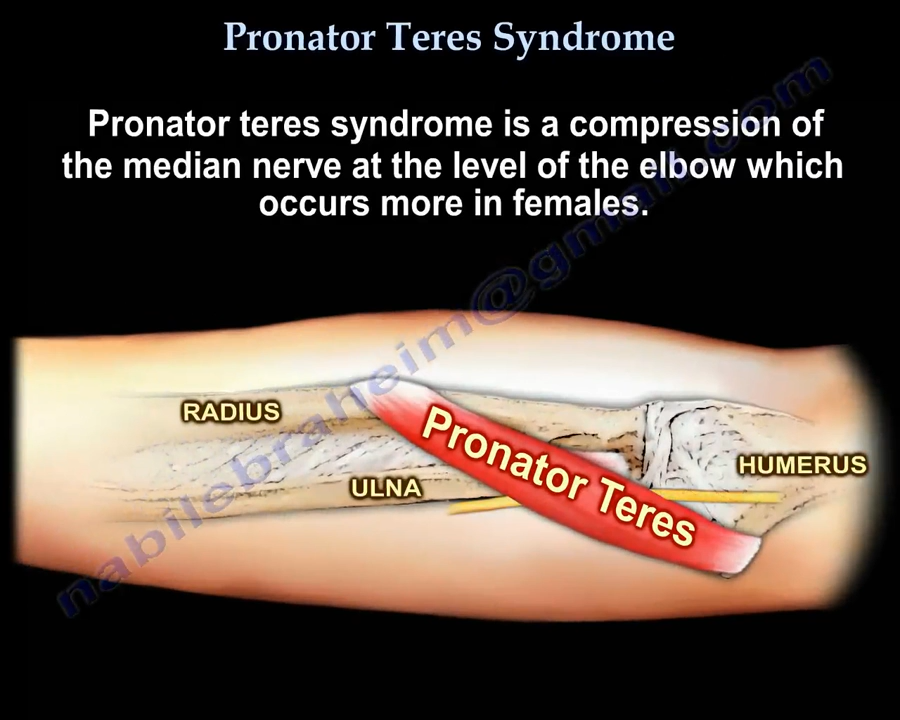 Pronator Teres Syndrome
Pronator teres syndrome is a compression of
the median nerve at the level of the elbow which
occurs more in females.
nabilebraheim@gmail.com
RADIUS
Pronator Teres
HUMERUS
ULNA